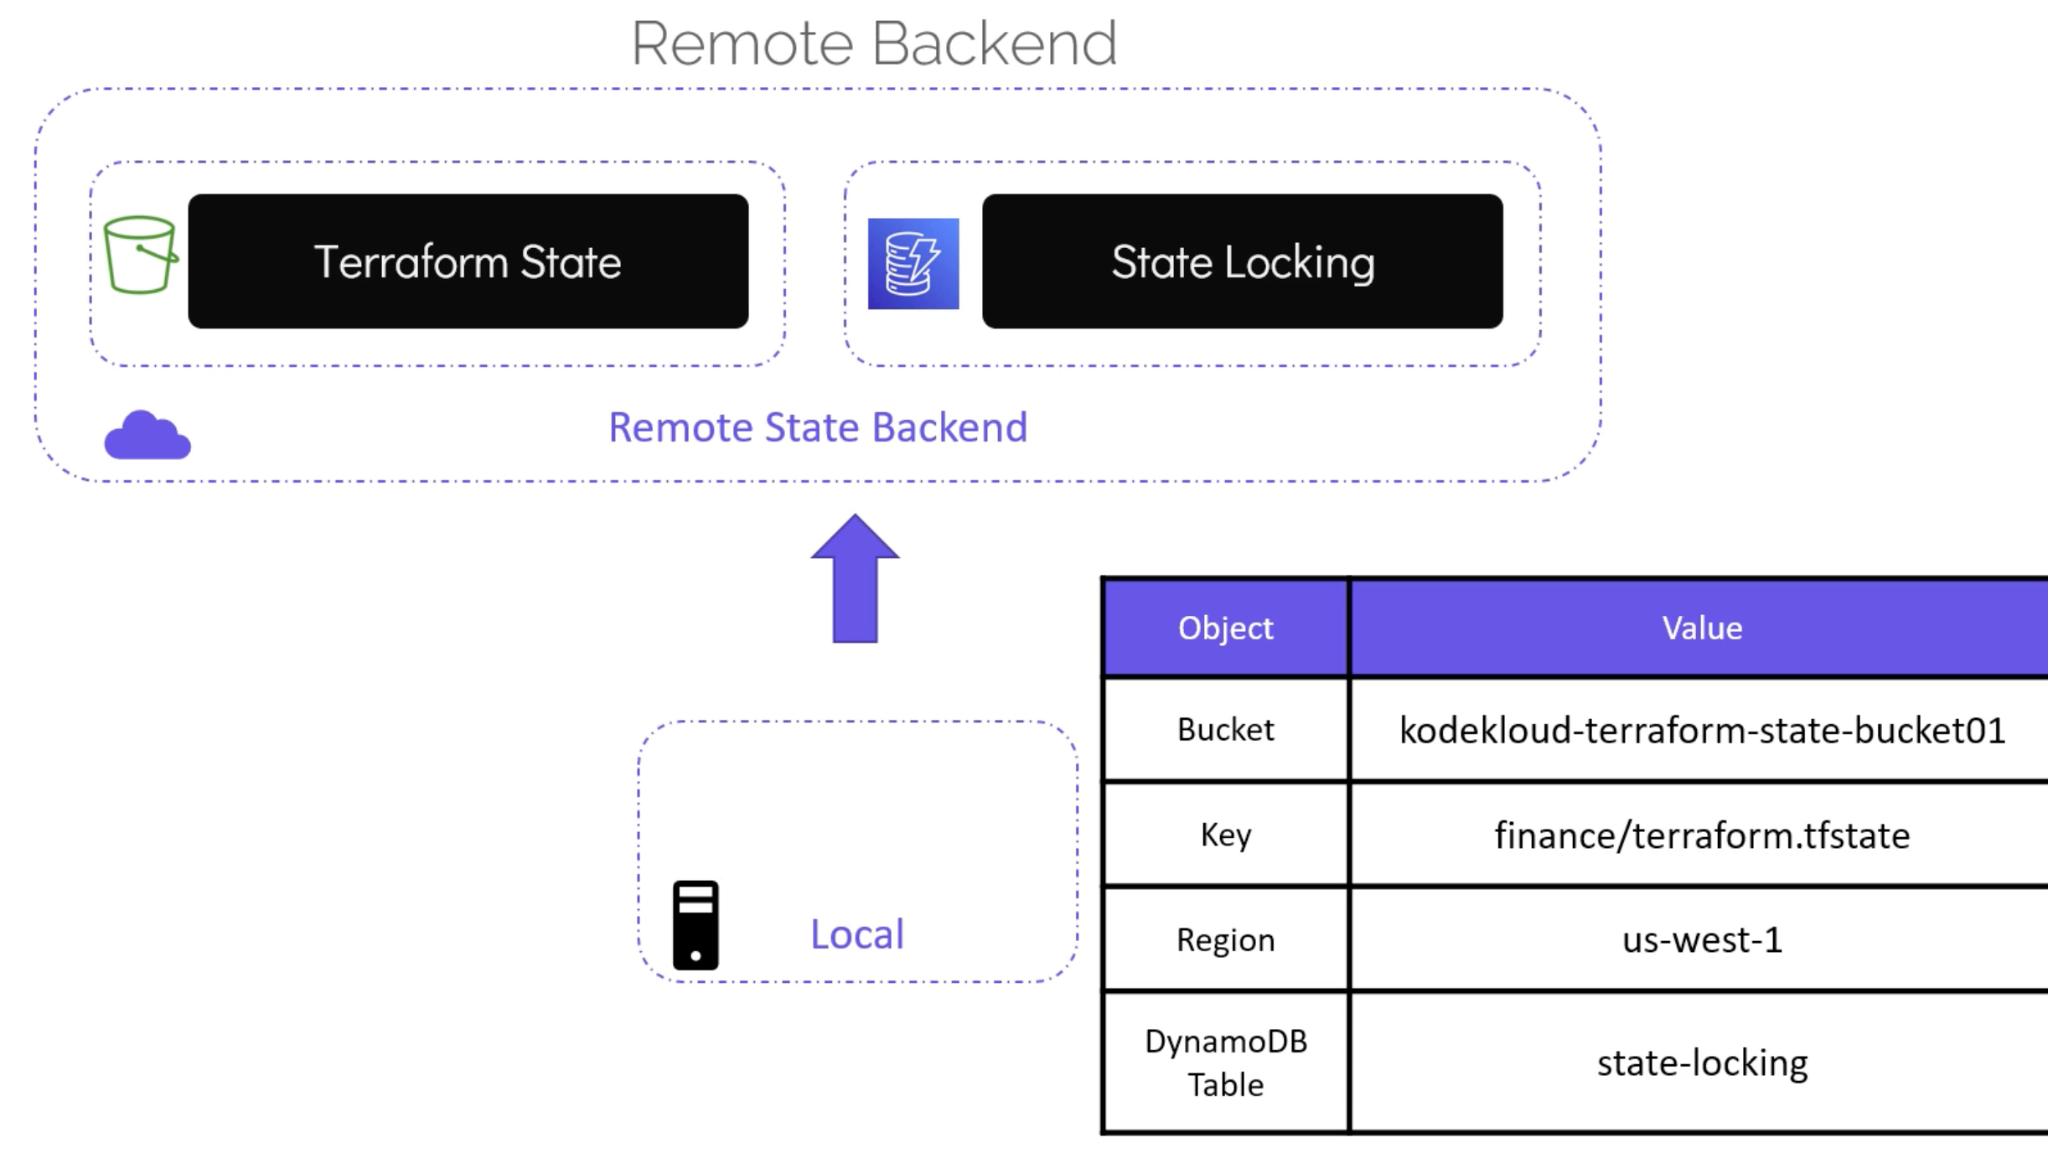 Remote Backend
Terraform State
State Locking
Remote State Backend
Local
Object Value
Bucket kodekloud-terraform-state-bucket01
Key finance/terraform.tfstate
Region us-west-1
DynamoDB
Table
state-locking